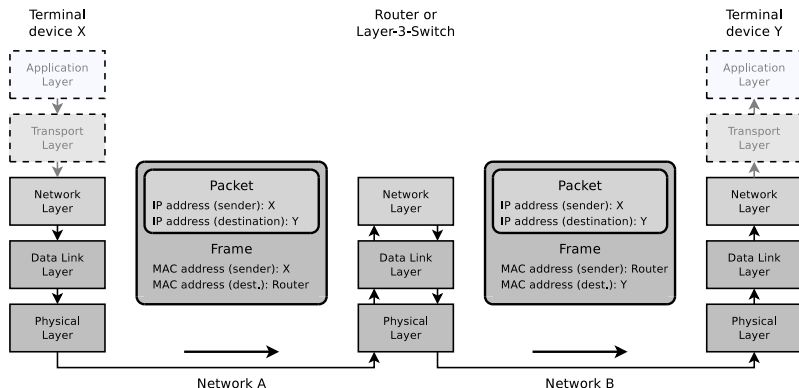 Terminal
device X
Router or
Layer-3-Switch
Terminal
device Y
Application
Layer
Transport
Layer
Network
Layer
Data Link
Layer
Physical
Layer
Packet
IP address (sender): X
IP address (destination): Y
Frame
MAC address (sender): X
MAC address (dest.): Router
Network
Layer
Data Link
Layer
Physical
Layer
Packet
IP address (sender): X
IP address (destination): Y
Frame
MAC address (sender): Router
MAC address (dest.): Y
Application
Layer
Transport
Layer
Network
Layer
Data Link
Layer
Physical
Layer
Network A
Network B